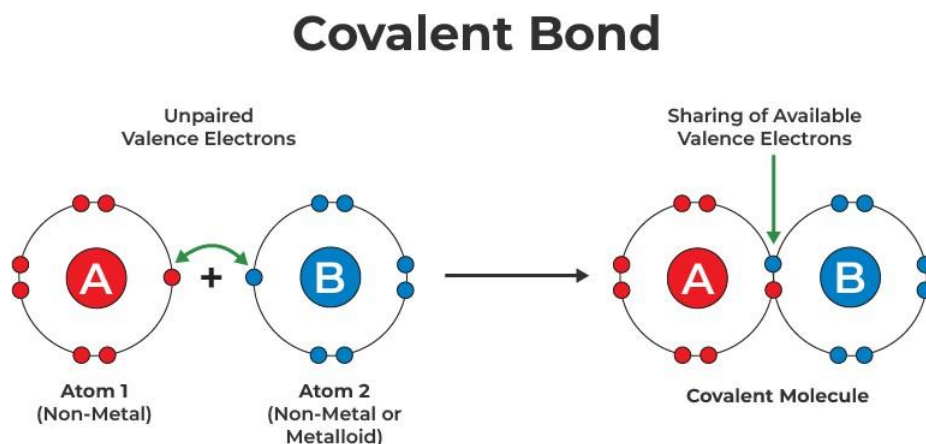 Covalent Bond
Unpaired
Valence Electrons
Sharing of Available
Valence Electrons
A
+
B
A
B
Atom 1
(Non-Metal)
Atom 2
(Non-Metal or
Metalloid)
Covalent Molecule